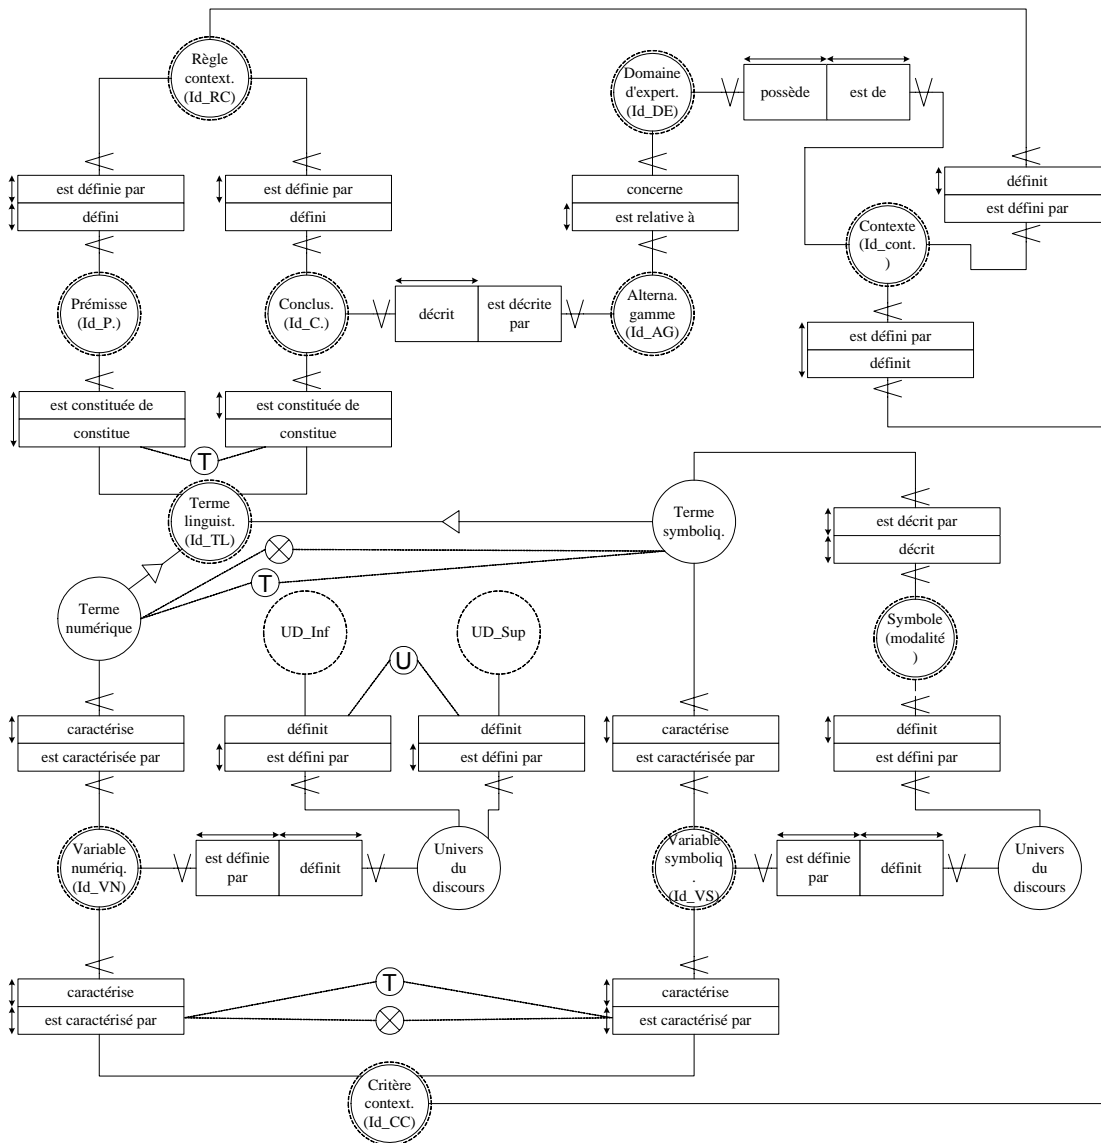 Règle
context.
(Id_RC)
Domaine
d'expert.
(Id_DE)
possède
est de
est définie par
défini
est définie par
défini
concerne
est relative à
définit
est défini par
Contexte
(Id_cont.
)
Prémisse
(Id_P.)
Conclus.
(Id_C.)
décrit
est décrite
par
Alterna.
gamme
(Id_AG)
est défini par
définit
est constituée de
constitue
est constituée de
constitue
T
Terme
linguist.
(Id_TL)
Terme
symboliq.
est décrit par
décrit
T
Terme
numérique
UD_Inf
UD_Sup
U
Symbole
(modalité
)
caractérise
est caractérisée par
définit
est défini par
définit
est défini par
caractérise
est caractérisée par
définit
est défini par
Variable
numériq.
(Id_VN)
est définie
par
définit
Univers
du
discours
Variable
symboliq
.
(Id_VS)
est définie
par
définit
Univers
du
discours
caractérise
est caractérisé par
T
caractérise
est caractérisé par
Critère
context.
(Id_CC)